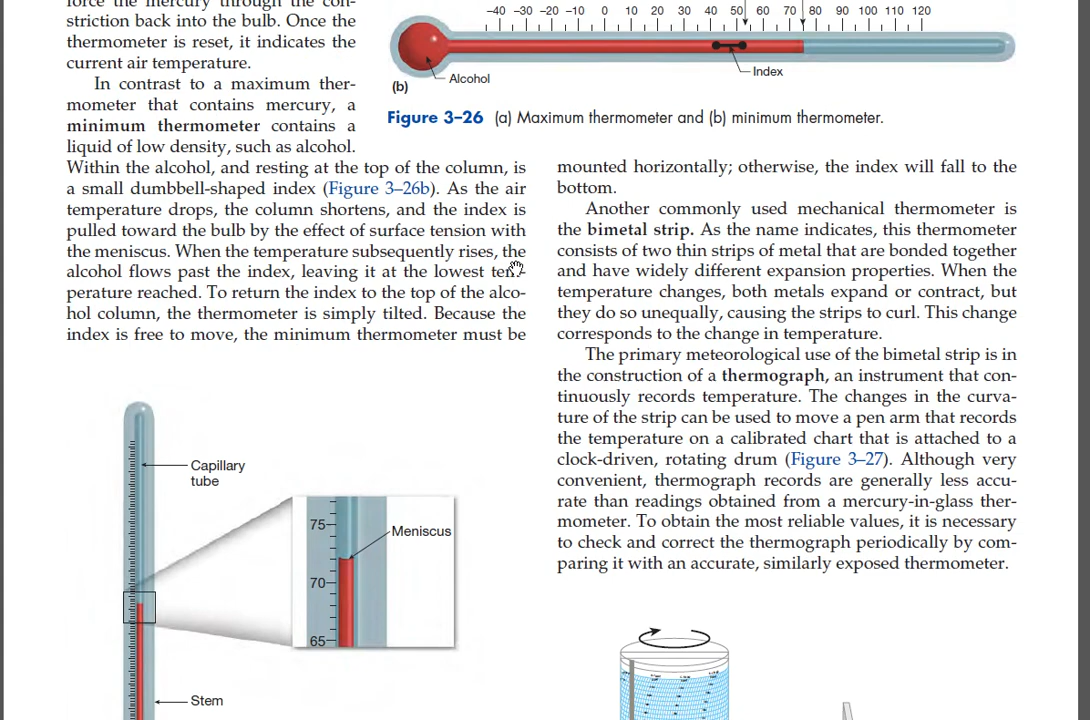 force the mercury through the con-
striction back into the bulb. Once the
thermometer is reset, it indicates the
current air temperature.
In contrast to a maximum ther-
mometer that contains mercury, a
minimum thermometer contains a
liquid of low density, such as alcohol.
Within the alcohol, and resting at the top of the column, is
a small dumbbell-shaped index (Figure 3–26b). As the air
temperature drops, the column shortens, and the index is
pulled toward the bulb by the effect of surface tension with
the meniscus. When the temperature subsequently rises, the
alcohol flows past the index, leaving it at the lowest tem-
perature reached. To return the index to the top of the alco-
hol column, the thermometer is simply tilted. Because the
index is free to move, the minimum thermometer must be
–40 –30 –20 –10 0 10 20 30 40 50 60 70 80 90 100 110 120
Alcohol
Index
(b)
Figure 3–26 (a) Maximum thermometer and (b) minimum thermometer.
mounted horizontally; otherwise, the index will fall to the
bottom.
Another commonly used mechanical thermometer is
the bimetal strip. As the name indicates, this thermometer
consists of two thin strips of metal that are bonded together
and have widely different expansion properties. When the
temperature changes, both metals expand or contract, but
they do so unequally, causing the strips to curl. This change
corresponds to the change in temperature.
The primary meteorological use of the bimetal strip is in
the construction of a thermograph, an instrument that con-
tinuously records temperature. The changes in the curva-
ture of the strip can be used to move a pen arm that records
the temperature on a calibrated chart that is attached to a
clock-driven, rotating drum (Figure 3–27). Although very
convenient, thermograph records are generally less accu-
rate than readings obtained from a mercury-in-glass ther-
mometer. To obtain the most reliable values, it is necessary
to check and correct the thermograph periodically by com-
paring it with an accurate, similarly exposed thermometer.
Capillary
tube
75
Meniscus
70
65
Stem